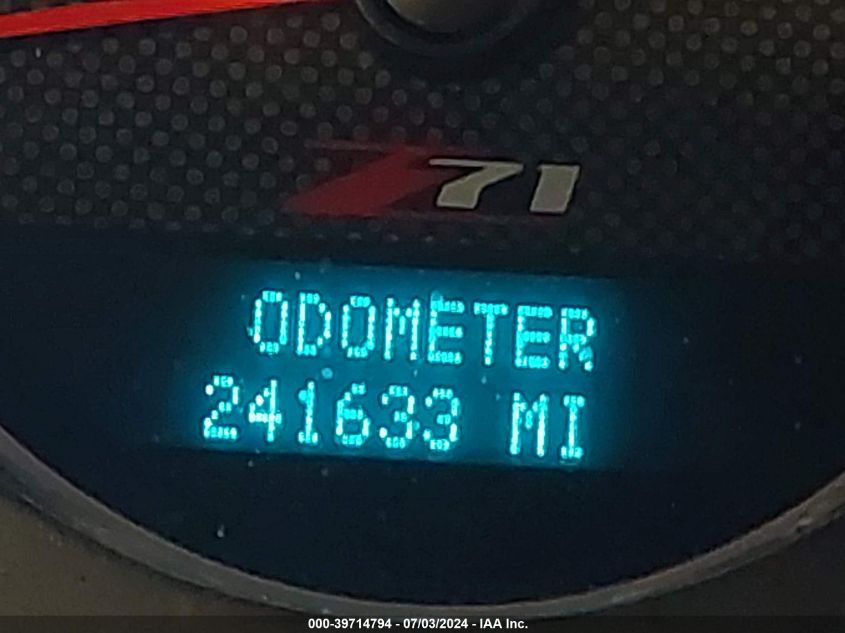 Z71
ODOMETER
241633 MI
000-39714794 - 07/03/2024 - IAA Inc.